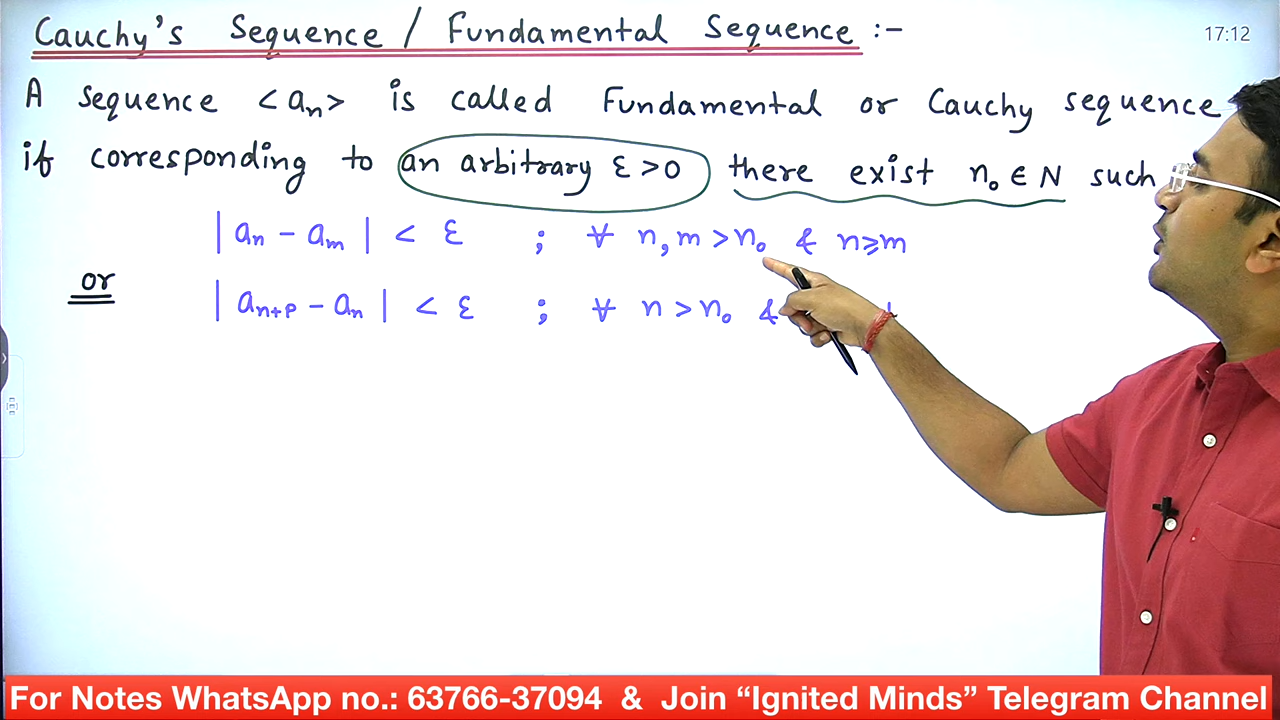 Cauchy's Sequence / Fundamental Sequence :-
17:12
A sequence <aₙ> is called Fundamental or Cauchy sequence
if corresponding to an arbitrary ε > 0 there exist n₀ ∈ N such
| aₙ - aₘ | < ε ; ∀ n, m > n₀ & n ≥ m
or
| aₙ₊ₚ - aₙ | < ε ; ∀ n > n₀ &
For Notes WhatsApp no.: 63766-37094 & Join “Ignited Minds” Telegram Channel